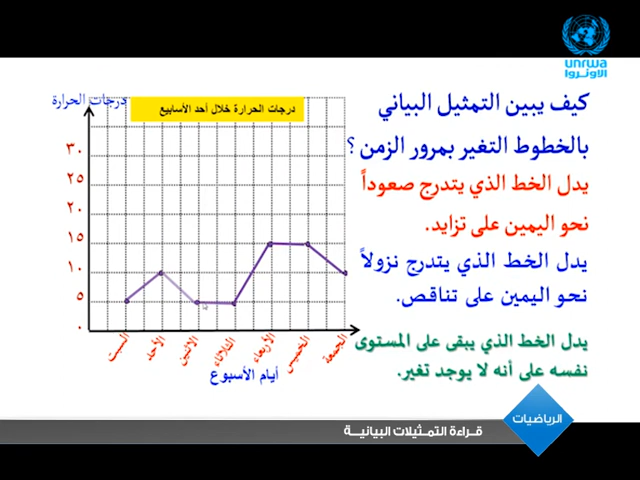 unrwa
الاونروا
كيف يبين التمثيل البياني
بالخطوط التغير بمرور الزمن ؟
يدل الخط الذي يتدرج صعوداً
نحو اليمين على تزايد.
يدل الخط الذي يتدرج نزولاً
نحو اليمين على تناقص.
يدل الخط الذي يبقى على المستوى
نفسه على أنه لا يوجد تغير.
درجات الحرارة خلال أحد الأسابيع
درجات الحرارة
٣٠
٢٥
٢٠
١٥
١٠
٥
٠
السبت
الأحد
الاثنين
الثلاثاء
الأربعاء
الخميس
الجمعة
أيام الأسبوع
الرياضيات
قراءة التمثيلات البيانية